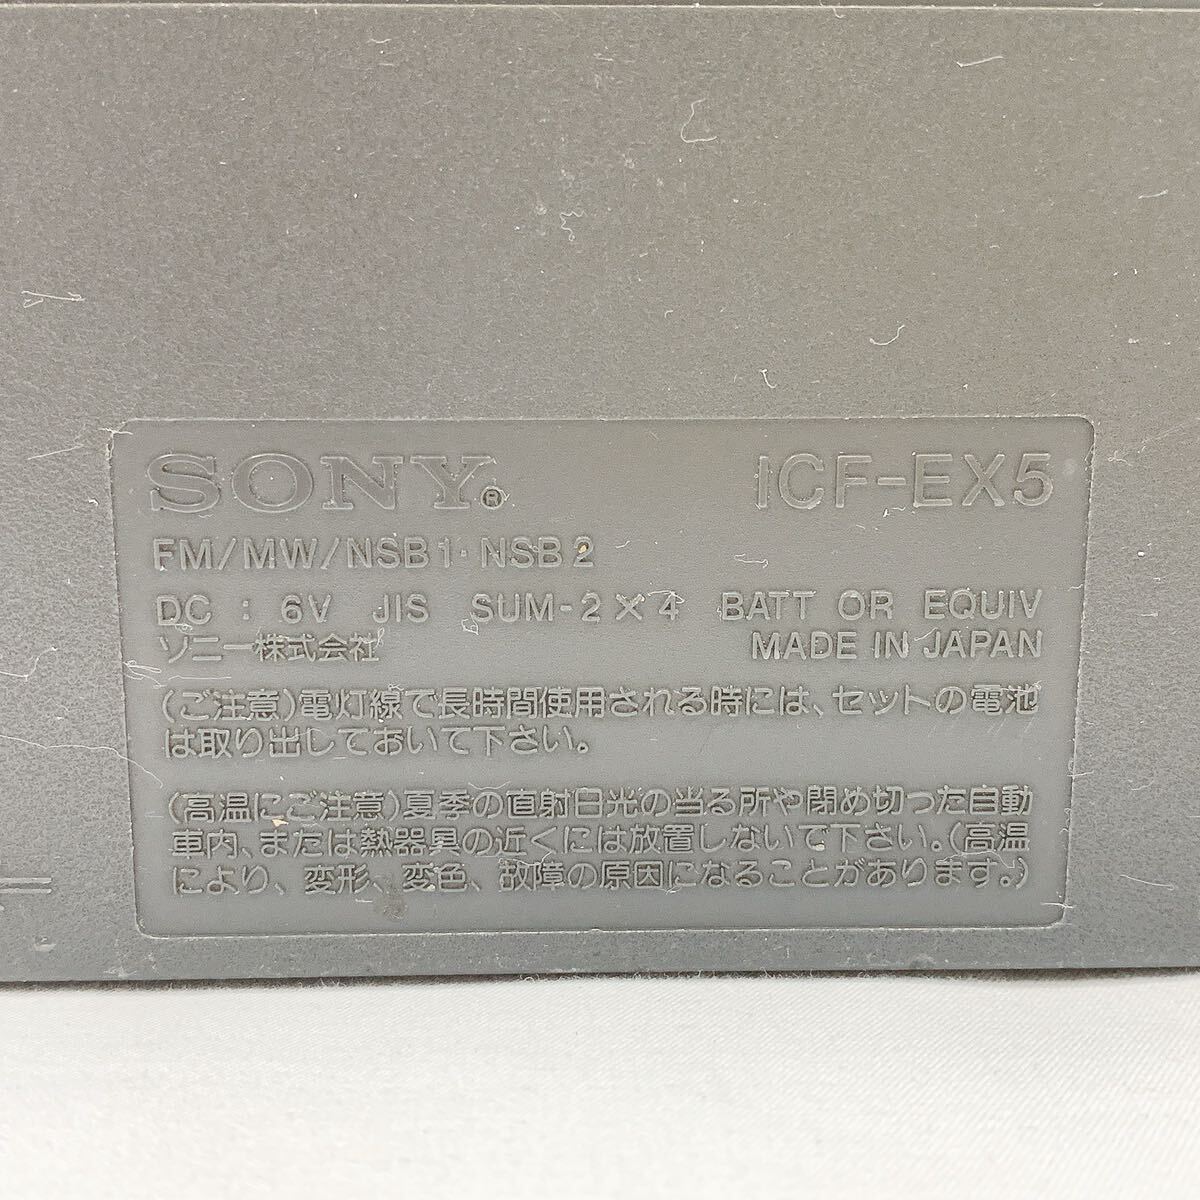 SONY® ICF-EX5
FM/MW/NSB1·NSB2
DC : 6V JIS SUM-2×4 BATT OR EQUIV
ソニー株式会社 MADE IN JAPAN
(ご注意)電灯線で長時間使用される時には、セットの電池
は取り出しておいて下さい。
(高温にご注意)夏季の直射日光の当る所や閉め切った自動
車内、または熱器具の近くには放置しないで下さい。(高温
により、変形、変色、故障の原因になることがあります。)